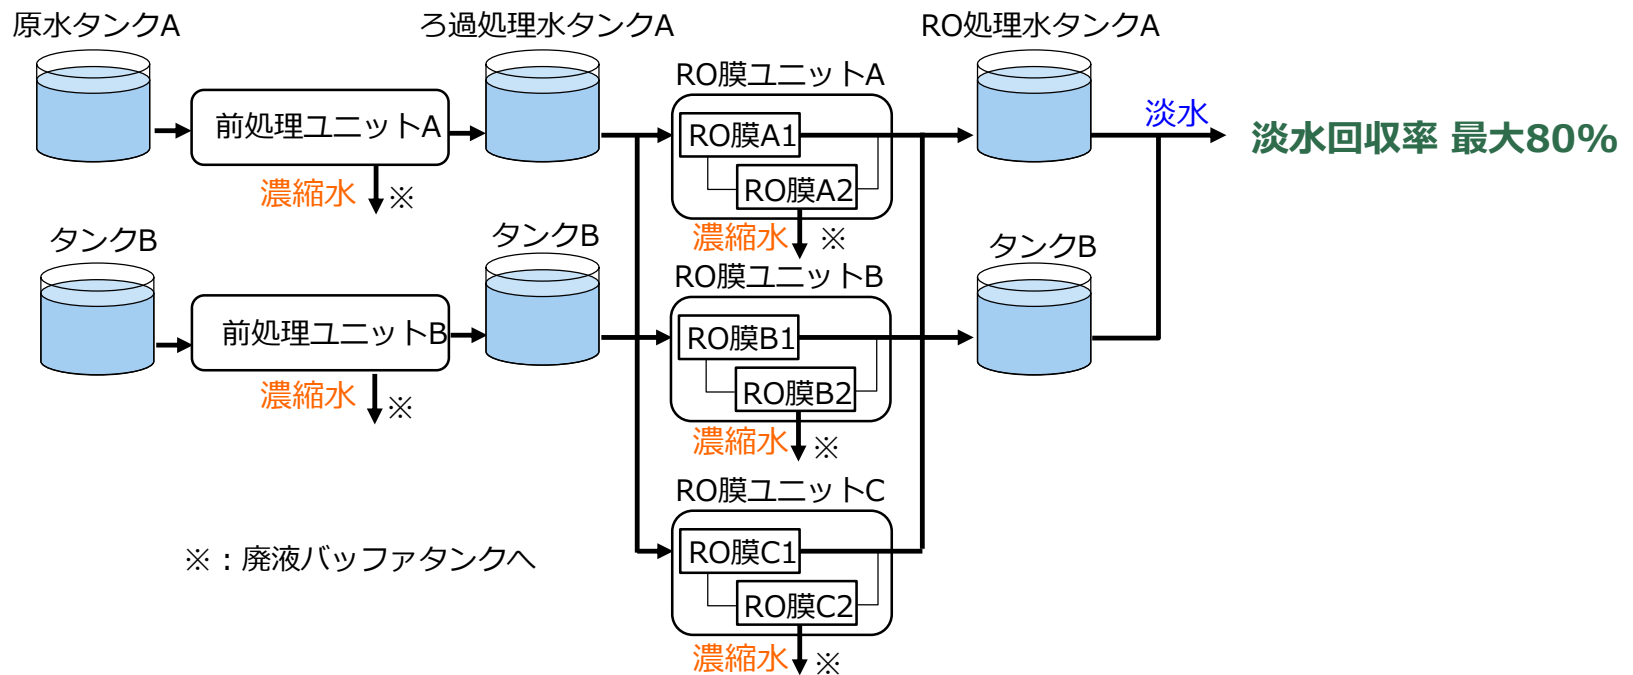 原水タンクA
ろ過処理水タンクA
RO処理水タンクA
RO膜ユニットA
淡水
淡水回収率 最大80%
前処理ユニットA
RO膜A1
RO膜A2
濃縮水
※
濃縮水
※
タンクB
タンクB
タンクB
RO膜ユニットB
前処理ユニットB
RO膜B1
RO膜B2
濃縮水
※
濃縮水
※
RO膜ユニットC
RO膜C1
※：廃液バッファタンクへ
RO膜C2
濃縮水
※